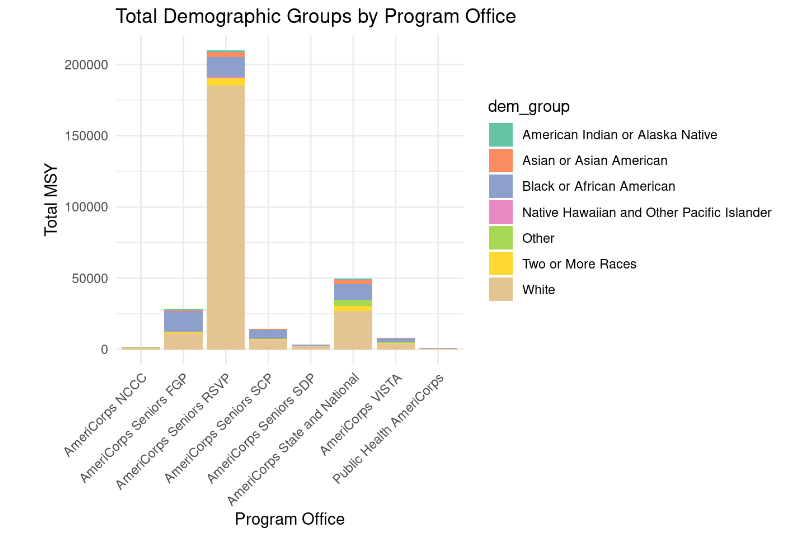 Total Demographic Groups by Program Office
Total MSY
200000
150000
100000
50000
0
AmeriCorps NCCC
AmeriCorps Seniors FGP
AmeriCorps Seniors RSVP
AmeriCorps Seniors SCP
AmeriCorps Seniors SDP
AmeriCorps State and National
AmeriCorps VISTA
Public Health AmeriCorps
Program Office
dem_group
American Indian or Alaska Native
Asian or Asian American
Black or African American
Native Hawaiian and Other Pacific Islander
Other
Two or More Races
White